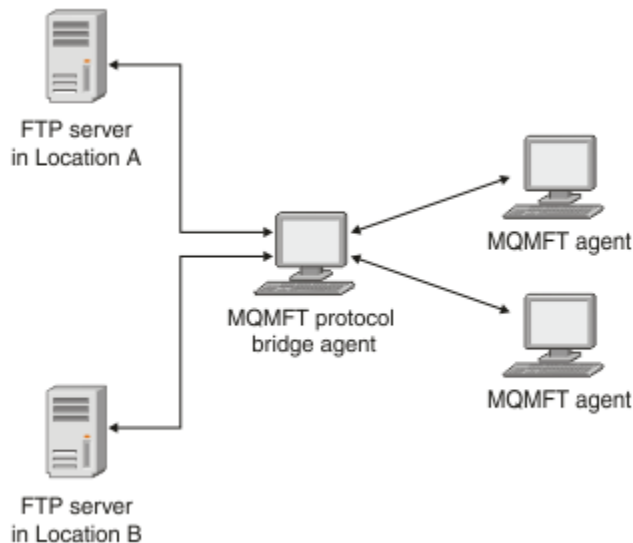 FTP server
in Location A
MQMFT agent
MQMFT protocol
bridge agent
MQMFT agent
FTP server
in Location B